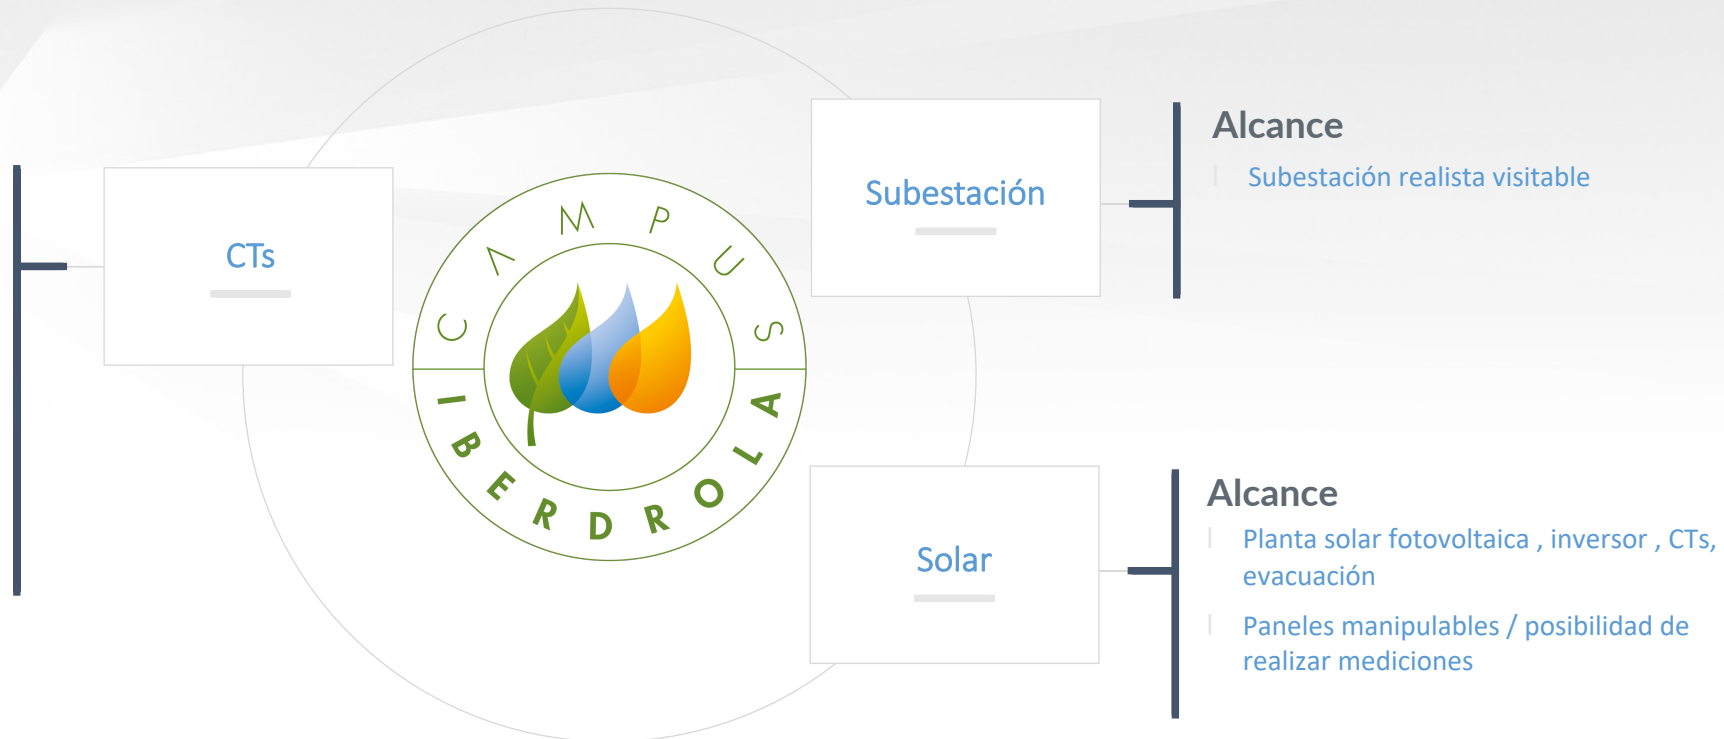 CTs
CAMPUS
IBERDROLA
Subestación
Alcance
Subestación realista visitable
Solar
Alcance
Planta solar fotovoltaica , inversor , CTs,
evacuación
Paneles manipulables / posibilidad de
realizar mediciones